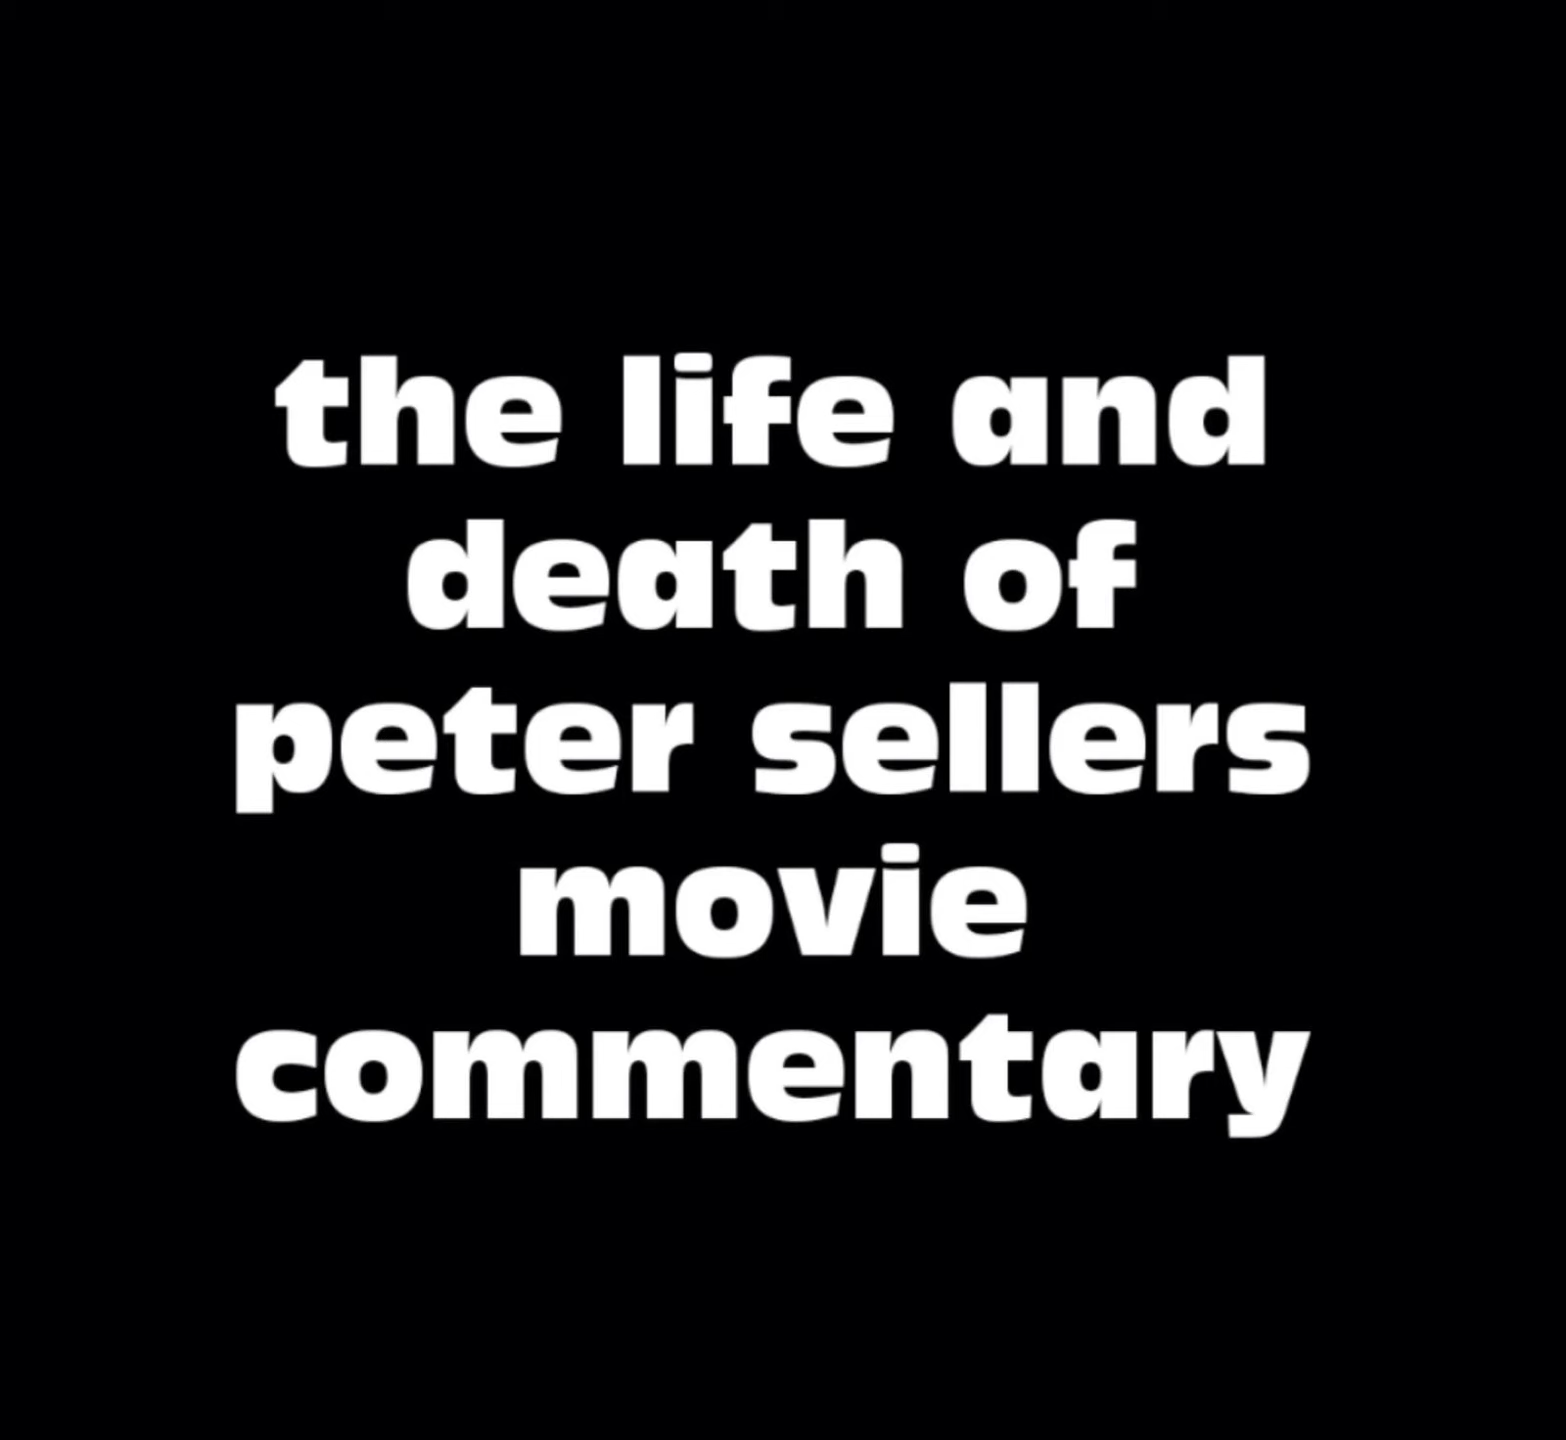 the life and
death of
peter sellers
movie
commentary